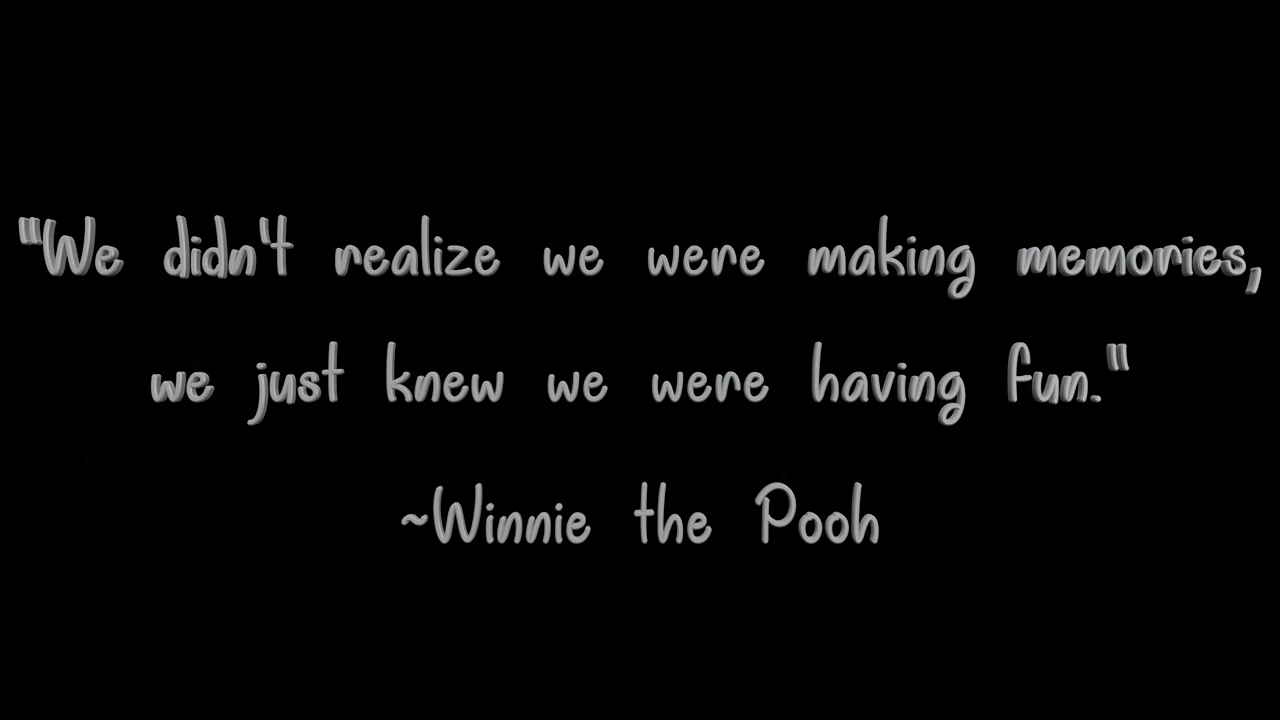 "We didn't realize we were making memories,
we just knew we were having fun."
~Winnie the Pooh